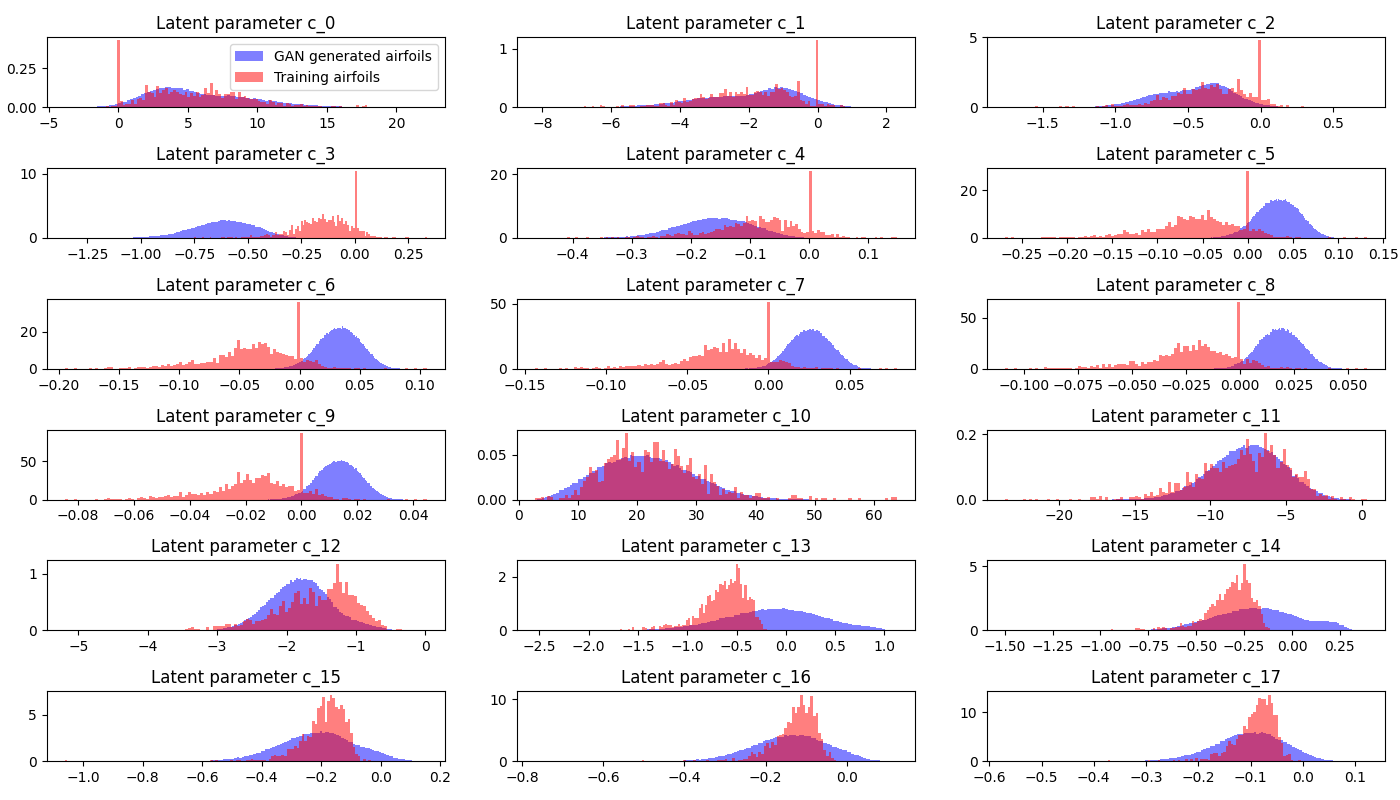 Latent parameter c_0
Latent parameter c_1
Latent parameter c_2
0.25
0.00
GAN generated airfoils
Training airfoils
−5 0 5 10 15 20
1
0
−8 −6 −4 −2 0 2
5
0
−1.5 −1.0 −0.5 0.0 0.5
Latent parameter c_3
Latent parameter c_4
Latent parameter c_5
10
0
−1.25 −1.00 −0.75 −0.50 −0.25 0.00 0.25
20
0
−0.4 −0.3 −0.2 −0.1 0.0 0.1
20
0
−0.25 −0.20 −0.15 −0.10 −0.05 0.00 0.05 0.10 0.15
Latent parameter c_6
Latent parameter c_7
Latent parameter c_8
20
0
−0.20 −0.15 −0.10 −0.05 0.00 0.05 0.10
50
0
−0.15 −0.10 −0.05 0.00 0.05
50
0
−0.100 −0.075 −0.050 −0.025 0.000 0.025 0.050
Latent parameter c_9
Latent parameter c_10
Latent parameter c_11
50
0
−0.08 −0.06 −0.04 −0.02 0.00 0.02 0.04
0.05
0.00
0 10 20 30 40 50 60
0.2
0.0
−20 −15 −10 −5 0
Latent parameter c_12
Latent parameter c_13
Latent parameter c_14
1
0
−5 −4 −3 −2 −1 0
2
0
−2.5 −2.0 −1.5 −1.0 −0.5 0.0 0.5 1.0
5
0
−1.50 −1.25 −1.00 −0.75 −0.50 −0.25 0.00 0.25
Latent parameter c_15
Latent parameter c_16
Latent parameter c_17
5
0
−1.0 −0.8 −0.6 −0.4 −0.2 0.0 0.2
10
0
−0.8 −0.6 −0.4 −0.2 0.0
10
0
−0.6 −0.5 −0.4 −0.3 −0.2 −0.1 0.0 0.1